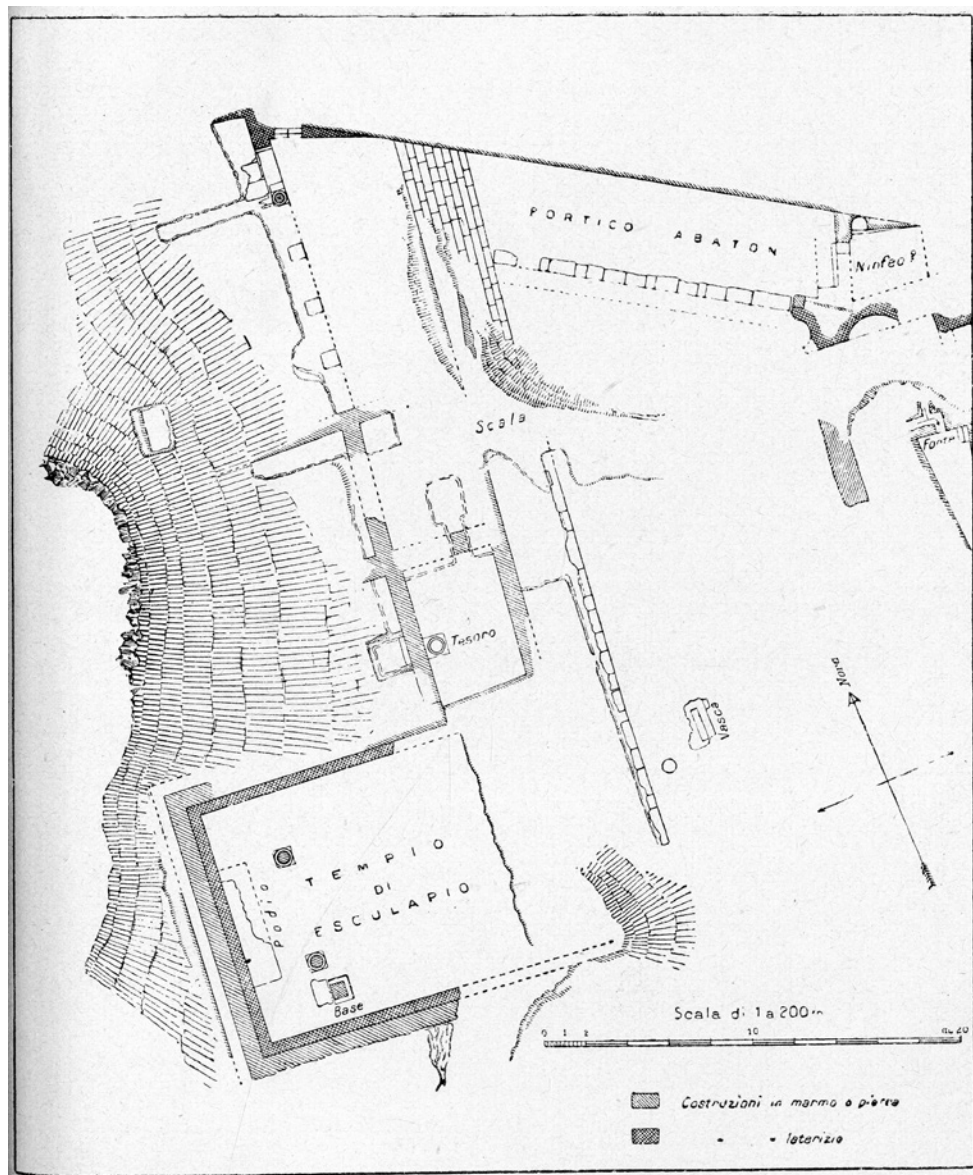 PORTICO ABATON
Ninfeo ?
Scala
Fonte
Tesoro
Nord
Vasca
TEMPIO
DI
ESCULAPIO
Podio
Base
Scala di 1 a 200 m
0 1 2 10 20
Costruzioni in marmo o pietra
" " laterizio